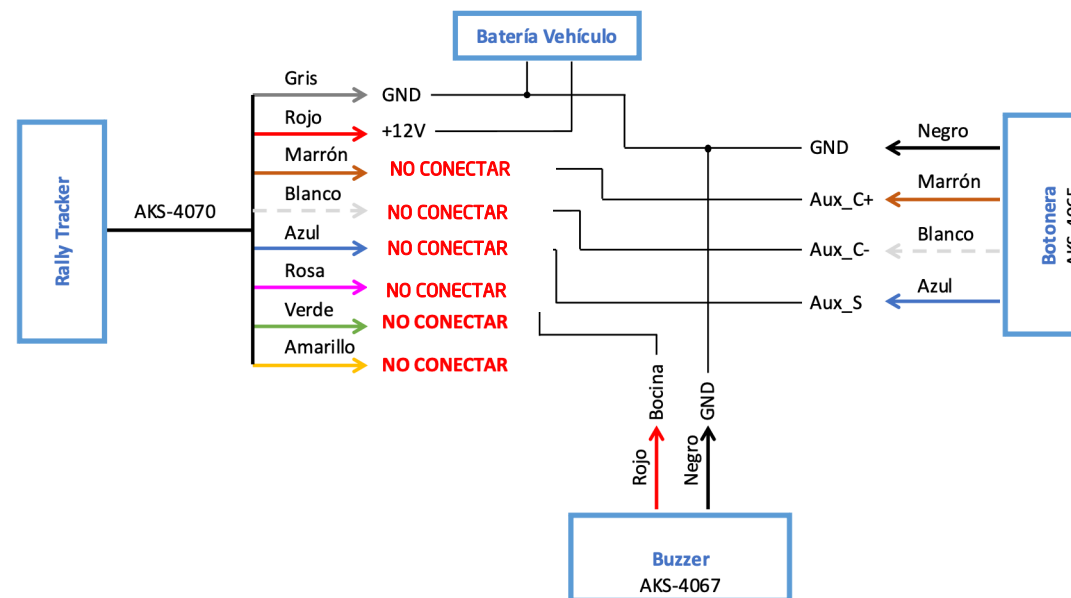 Batería Vehículo
Gris
GND
Rojo
+12V
Marrón
NO CONECTAR
Blanco
NO CONECTAR
Azul
NO CONECTAR
Rosa
NO CONECTAR
Verde
NO CONECTAR
Amarillo
NO CONECTAR
Rally Tracker
AKS-4070
GND
Negro
Aux_C+
Marrón
Aux_C-
Blanco
Aux_S
Azul
Botonera
Bocina
GND
Rojo
Negro
Buzzer
AKS-4067